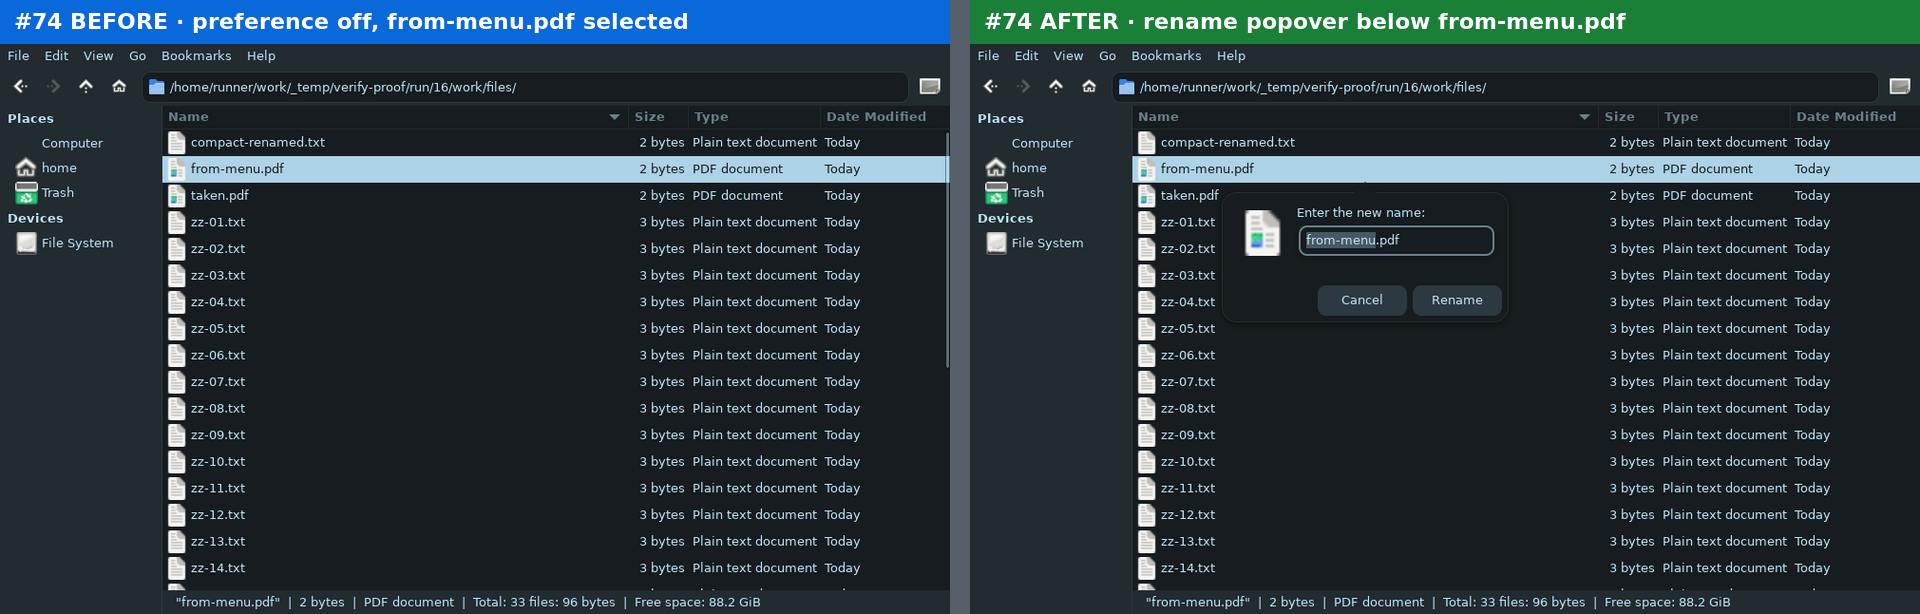 #74 BEFORE · preference off, from-menu.pdf selected
File Edit View Go Bookmarks Help
/home/runner/work/_temp/verify-proof/run/16/work/files/
Places
Computer
home
Trash
Devices
File System
Name Size Type Date Modified
compact-renamed.txt 2 bytes Plain text document Today
from-menu.pdf 2 bytes PDF document Today
taken.pdf 2 bytes PDF document Today
zz-01.txt 3 bytes Plain text document Today
zz-02.txt 3 bytes Plain text document Today
zz-03.txt 3 bytes Plain text document Today
zz-04.txt 3 bytes Plain text document Today
zz-05.txt 3 bytes Plain text document Today
zz-06.txt 3 bytes Plain text document Today
zz-07.txt 3 bytes Plain text document Today
zz-08.txt 3 bytes Plain text document Today
zz-09.txt 3 bytes Plain text document Today
zz-10.txt 3 bytes Plain text document Today
zz-11.txt 3 bytes Plain text document Today
zz-12.txt 3 bytes Plain text document Today
zz-13.txt 3 bytes Plain text document Today
zz-14.txt 3 bytes Plain text document Today
"from-menu.pdf" | 2 bytes | PDF document | Total: 33 files: 96 bytes | Free space: 88.2 GiB
#74 AFTER · rename popover below from-menu.pdf
File Edit View Go Bookmarks Help
/home/runner/work/_temp/verify-proof/run/16/work/files/
Places
Computer
home
Trash
Devices
File System
Name Size Type Date Modified
compact-renamed.txt 2 bytes Plain text document Today
from-menu.pdf 2 bytes PDF document Today
taken.pdf 2 bytes PDF document Today
zz-01.txt 3 bytes Plain text document Today
zz-02.txt 3 bytes Plain text document Today
zz-03.txt 3 bytes Plain text document Today
zz-04.txt 3 bytes Plain text document Today
zz-05.txt 3 bytes Plain text document Today
zz-06.txt 3 bytes Plain text document Today
zz-07.txt 3 bytes Plain text document Today
zz-08.txt 3 bytes Plain text document Today
zz-09.txt 3 bytes Plain text document Today
zz-10.txt 3 bytes Plain text document Today
zz-11.txt 3 bytes Plain text document Today
zz-12.txt 3 bytes Plain text document Today
zz-13.txt 3 bytes Plain text document Today
zz-14.txt 3 bytes Plain text document Today
Enter the new name:
from-menu.pdf
Cancel Rename
"from-menu.pdf" | 2 bytes | PDF document | Total: 33 files: 96 bytes | Free space: 88.2 GiB